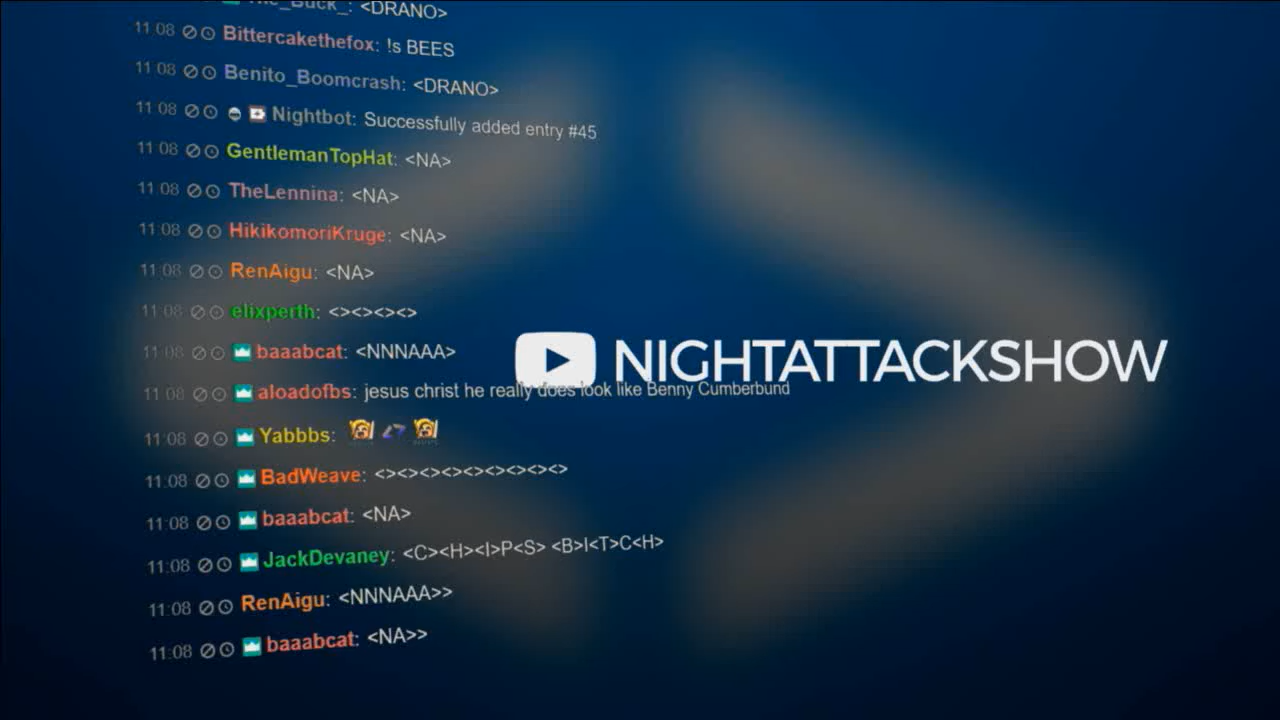 The_Buck_: <DRANO>
11:08 Bittercakethefox: !s BEES
11:08 Benito_Boomcrash: <DRANO>
11:08 Nightbot: Successfully added entry #45
11:08 GentlemanTopHat: <NA>
11:08 TheLennina: <NA>
11:08 HikikomoriKruge: <NA>
11:08 RenAigu: <NA>
11:08 elixperth: <><><><>
11:08 baaabcat: <NNNAAA>
NIGHTATTACKSHOW
11:08 aloadofbs: jesus christ he really does look like Benny Cumberbund
11:08 Yabbbs:
11:08 BadWeave: <><><><><><><><><>
11:08 baaabcat: <NA>
11:08 JackDevaney: <C><H><I>P<S> <B>I<T>C<H>
11:08 RenAigu: <NNNAAA>>
11:08 baaabcat: <NA>>